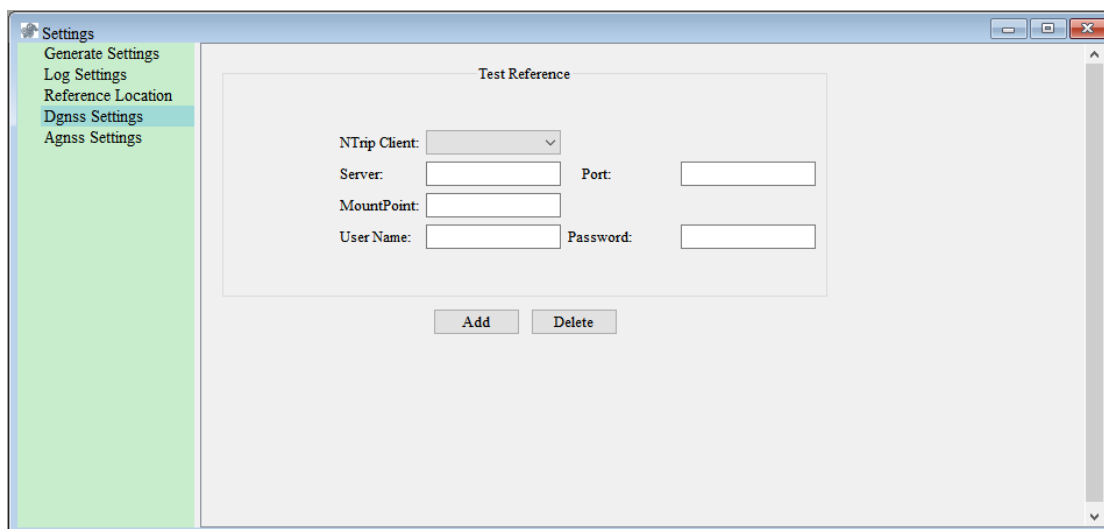 Settings
Generate Settings
Log Settings
Reference Location
Dgnss Settings
Agnss Settings
Test Reference
NTrip Client:
Server: Port:
MountPoint:
User Name: Password:
Add Delete